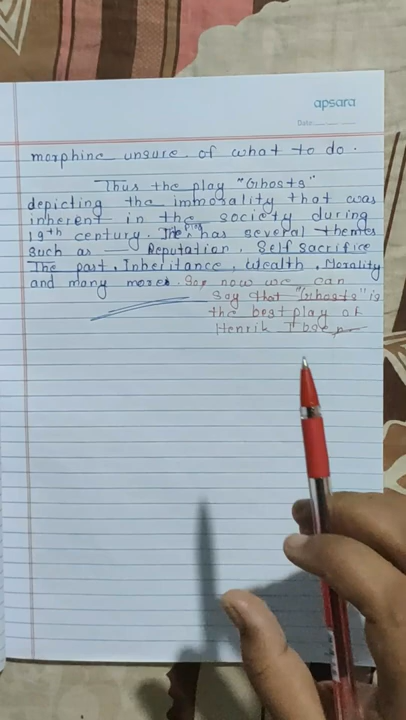 apsara
Date:
morphine unsure of what to do.
Thus the play "Ghosts"
depicting the immorality that was
inherent in the society during
19th century. The play has several themes
such as — Reputation, Self Sacrifice
The past, Inheritance, Wealth, Morality
and many more. So, now we can
say that "Ghosts" is
the best play of
Henrik Ibsen